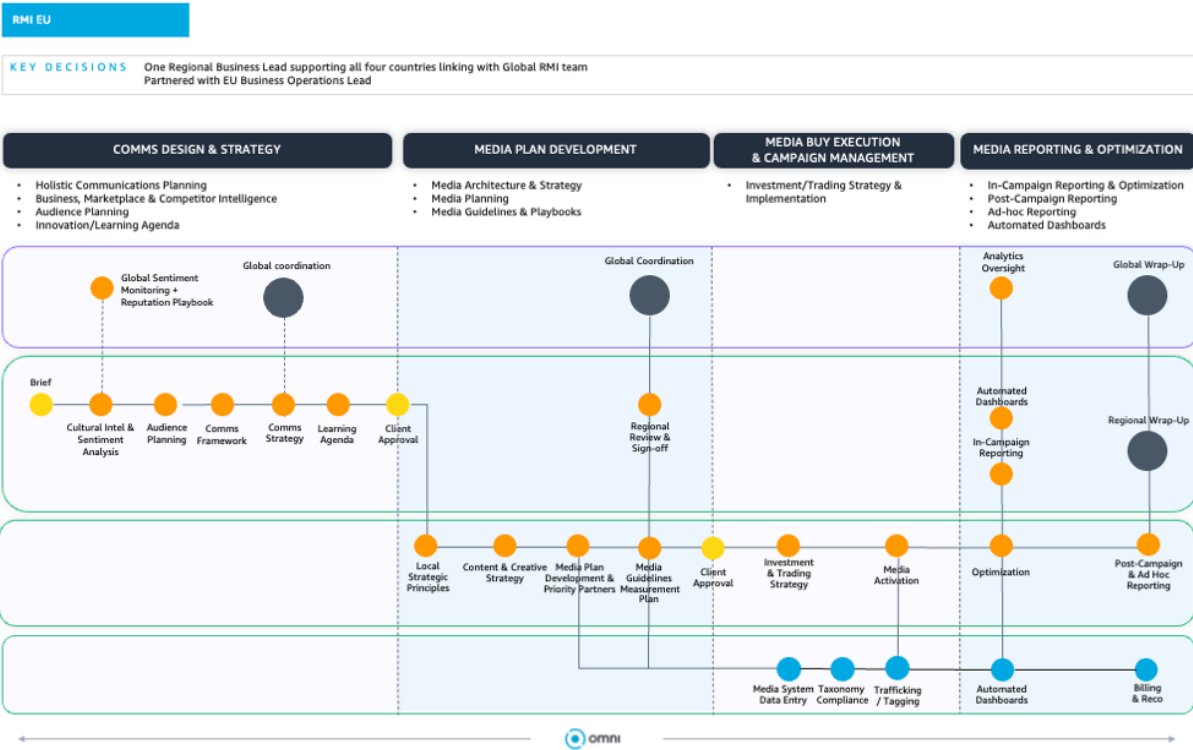 RMI EU
KEY DECISIONS
One Regional Business Lead supporting all four countries linking with Global RMI team
Partnered with EU Business Operations Lead
COMMS DESIGN & STRATEGY
• Holistic Communications Planning
• Business, Marketplace & Competitor Intelligence
• Audience Planning
• Innovation/Learning Agenda
MEDIA PLAN DEVELOPMENT
• Media Architecture & Strategy
• Media Planning
• Media Guidelines & Playbooks
MEDIA BUY EXECUTION
& CAMPAIGN MANAGEMENT
• Investment/Trading Strategy &
Implementation
MEDIA REPORTING & OPTIMIZATION
• In-Campaign Reporting & Optimization
• Post-Campaign Reporting
• Ad-hoc Reporting
• Automated Dashboards
Global Sentiment
Monitoring +
Reputation Playbook
Global coordination
Global Coordination
Analytics
Oversight
Global Wrap-Up
Brief
Cultural Intel &
Sentiment
Analysis
Audience
Planning
Comms
Framework
Comms
Strategy
Learning
Agenda
Client
Approval
Regional
Review &
Sign-off
Automated
Dashboards
In-Campaign
Reporting
Regional Wrap-Up
Local
Strategic
Principles
Content & Creative
Strategy
Media Plan
Development &
Priority Partners
Media
Guidelines
Measurement
Plan
Client
Approval
Investment
& Trading
Strategy
Media
Activation
Optimization
Post-Campaign
& Ad Hoc
Reporting
Media System
Data Entry
Taxonomy
Compliance
Trafficking
/ Tagging
Automated
Dashboards
Billing
& Reco
omni